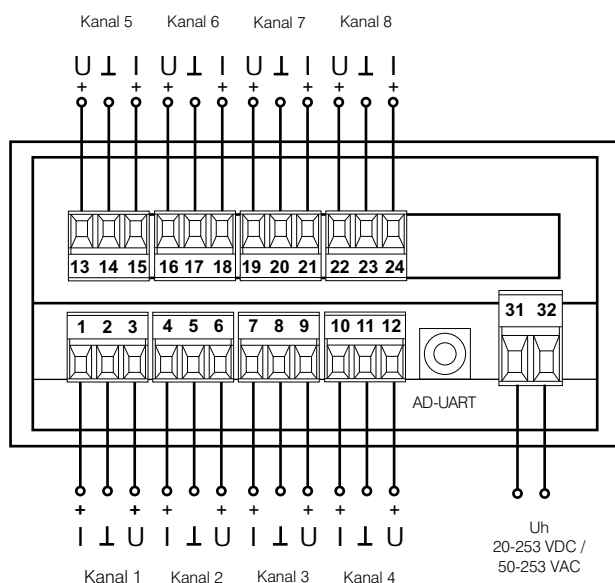 Kanal 5 Kanal 6 Kanal 7 Kanal 8
U ⊥ I U ⊥ I U ⊥ I U ⊥ I
+ + + + + + + +
13 14 15 16 17 18 19 20 21 22 23 24
1 2 3 4 5 6 7 8 9 10 11 12
31 32
AD-UART
+ + + + + + + +
I ⊥ U I ⊥ U I ⊥ U I ⊥ U
Kanal 1 Kanal 2 Kanal 3 Kanal 4
Uh
20-253 VDC /
50-253 VAC